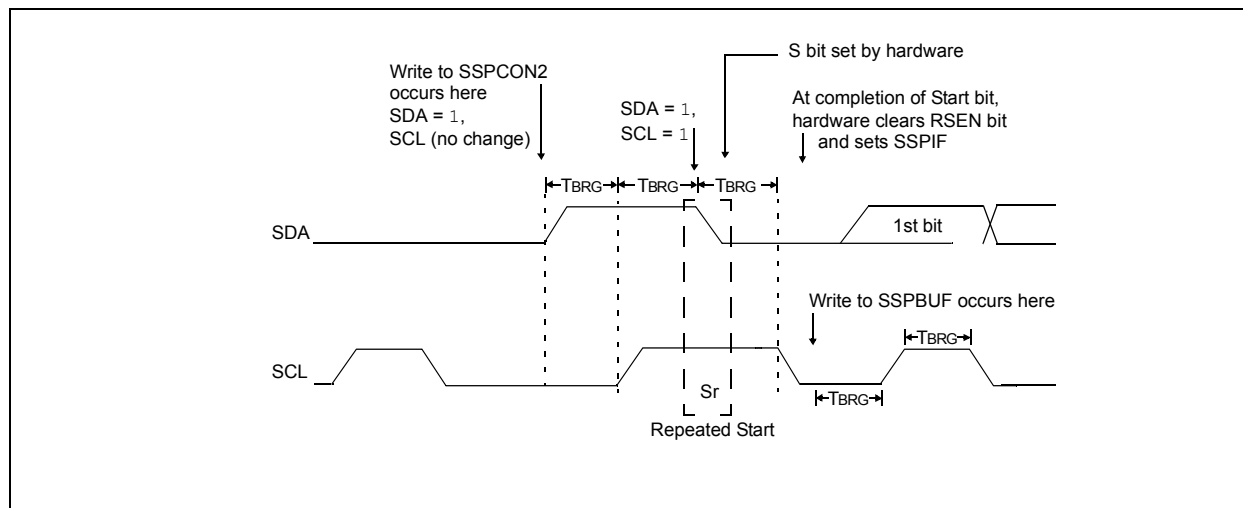 S bit set by hardware
Write to SSPCON2
occurs here
SDA = 1,
SCL (no change)
SDA = 1,
SCL = 1
At completion of Start bit,
hardware clears RSEN bit
and sets SSPIF
TBRG TBRG TBRG
SDA
1st bit
Write to SSPBUF occurs here
TBRG
SCL
Sr
TBRG
Repeated Start